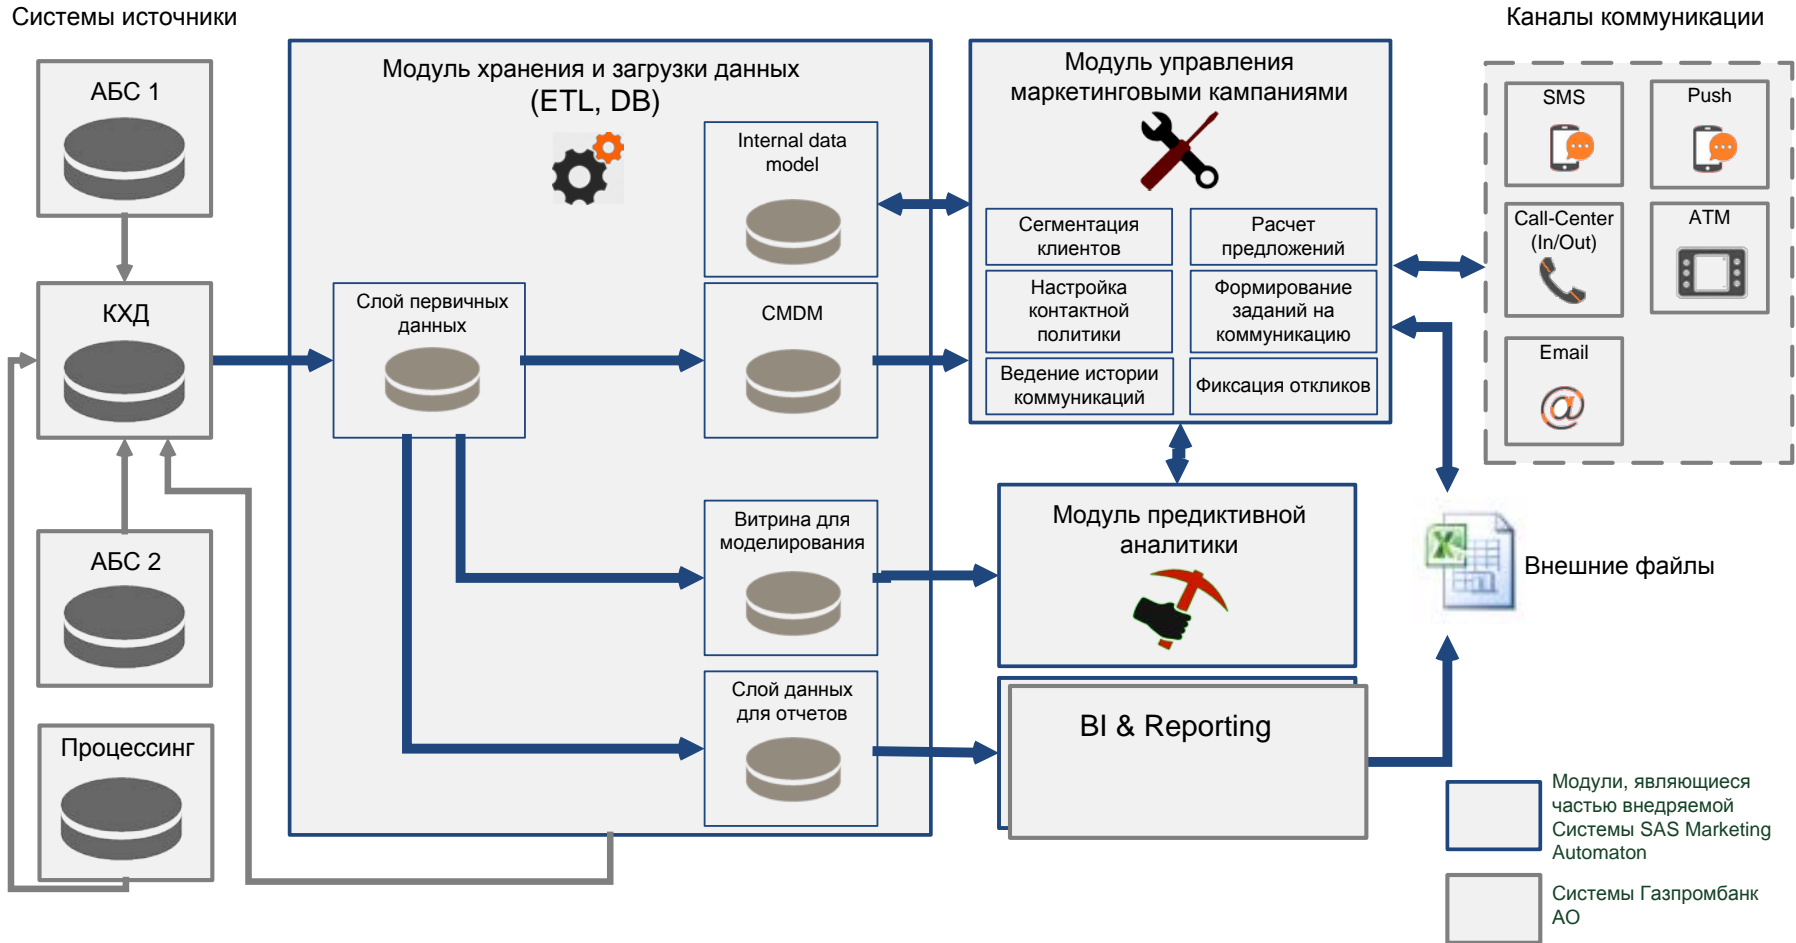 Системы источники
Каналы коммуникации
АБС 1
КХД
АБС 2
Процессинг
Модуль хранения и загрузки данных
(ETL, DB)
Internal data
model
Слой первичных
данных
CMDM
Витрина для
моделирования
Слой данных
для отчетов
Модуль управления
маркетинговыми кампаниями
Сегментация
клиентов
Расчет
предложений
Настройка
контактной
политики
Формирование
заданий на
коммуникацию
Ведение истории
коммуникаций
Фиксация откликов
Модуль предиктивной
аналитики
BI & Reporting
SMS
Push
Call-Center
(In/Out)
ATM
Email
@
Внешние файлы
Модули, являющиеся
частью внедряемой
Системы SAS Marketing
Automaton
Системы Газпромбанк
АО